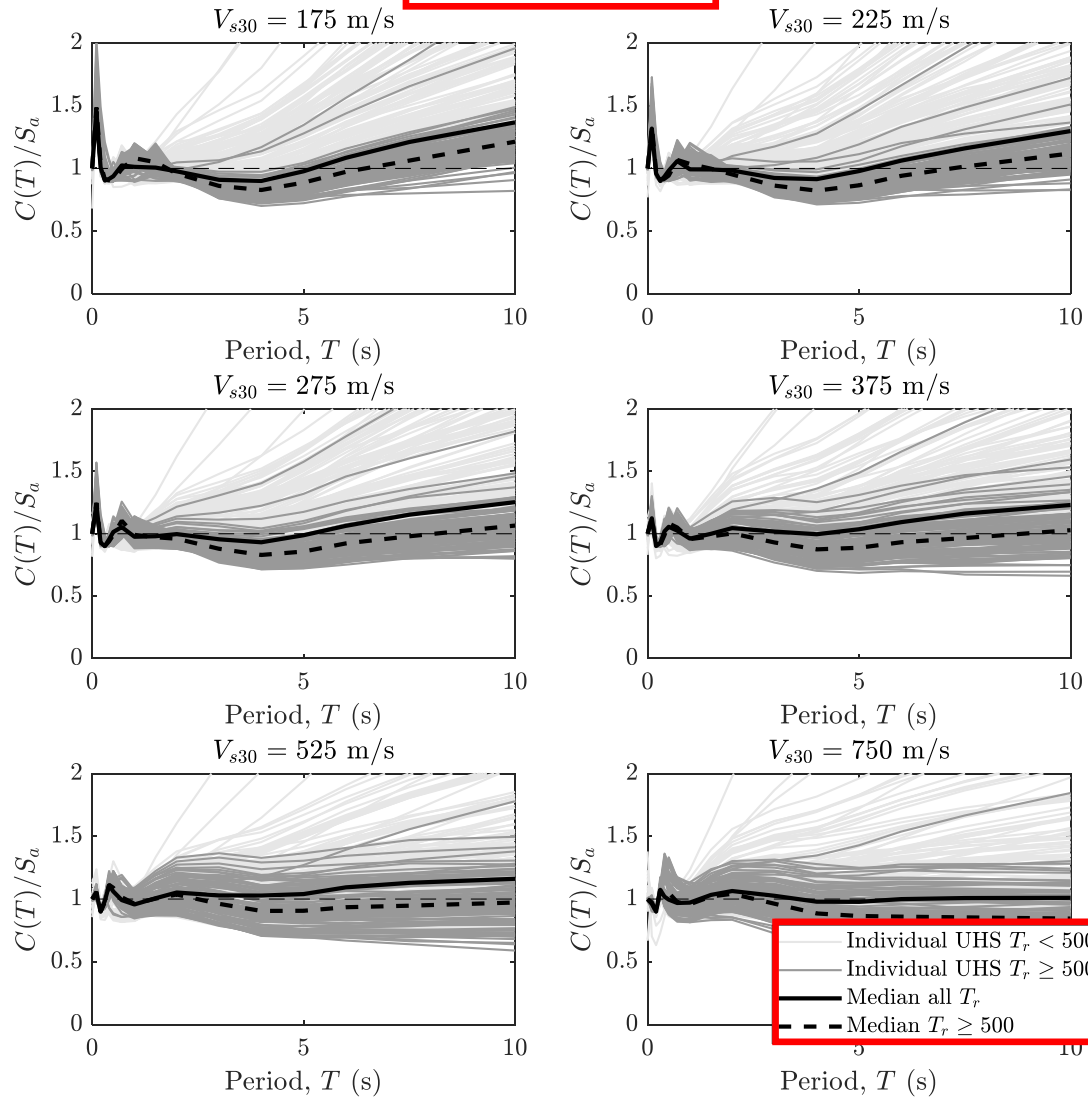 V_{s30} = 175 m/s
V_{s30} = 225 m/s
2
1.5
1
0.5
0
C(T)/S_a
0 5 10
Period, T (s)
2
1.5
1
0.5
0
C(T)/S_a
0 5 10
Period, T (s)
V_{s30} = 275 m/s
V_{s30} = 375 m/s
2
1.5
1
0.5
0
C(T)/S_a
0 5 10
Period, T (s)
2
1.5
1
0.5
0
C(T)/S_a
0 5 10
Period, T (s)
V_{s30} = 525 m/s
V_{s30} = 750 m/s
2
1.5
1
0.5
0
C(T)/S_a
0 5 10
Period, T (s)
2
1.5
1
0.5
0
C(T)/S_a
Individual UHS T_r < 500
Individual UHS T_r ≥ 500
Median all T_r
Median T_r ≥ 500
0 5 10
Period, T (s)